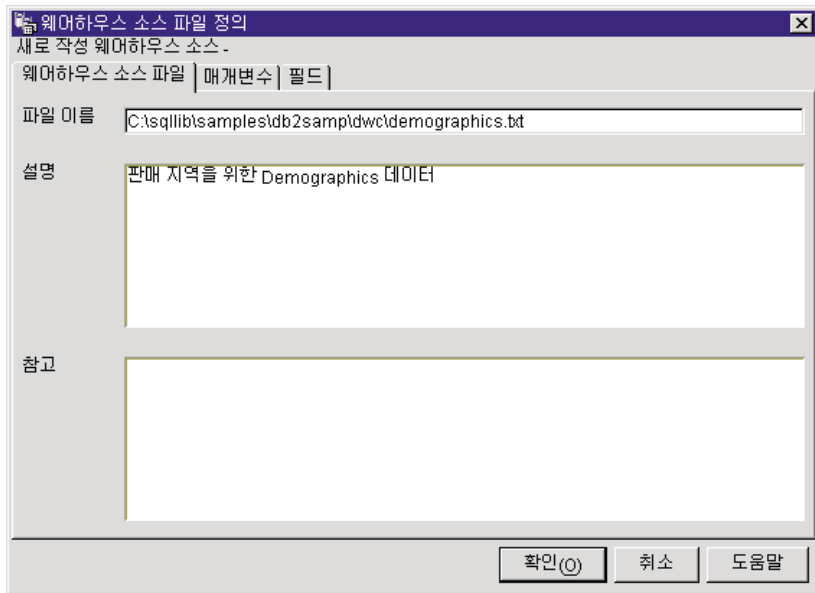 웨어하우스 소스 파일 정의
새로 작성 웨어하우스 소스 -
웨어하우스 소스 파일 매개변수 필드
파일 이름 C:\sqllib\samples\db2samp\dwc\demographics.txt
설명 판매 지역을 위한 Demographics 데이터
참고
확인(O) 취소 도움말